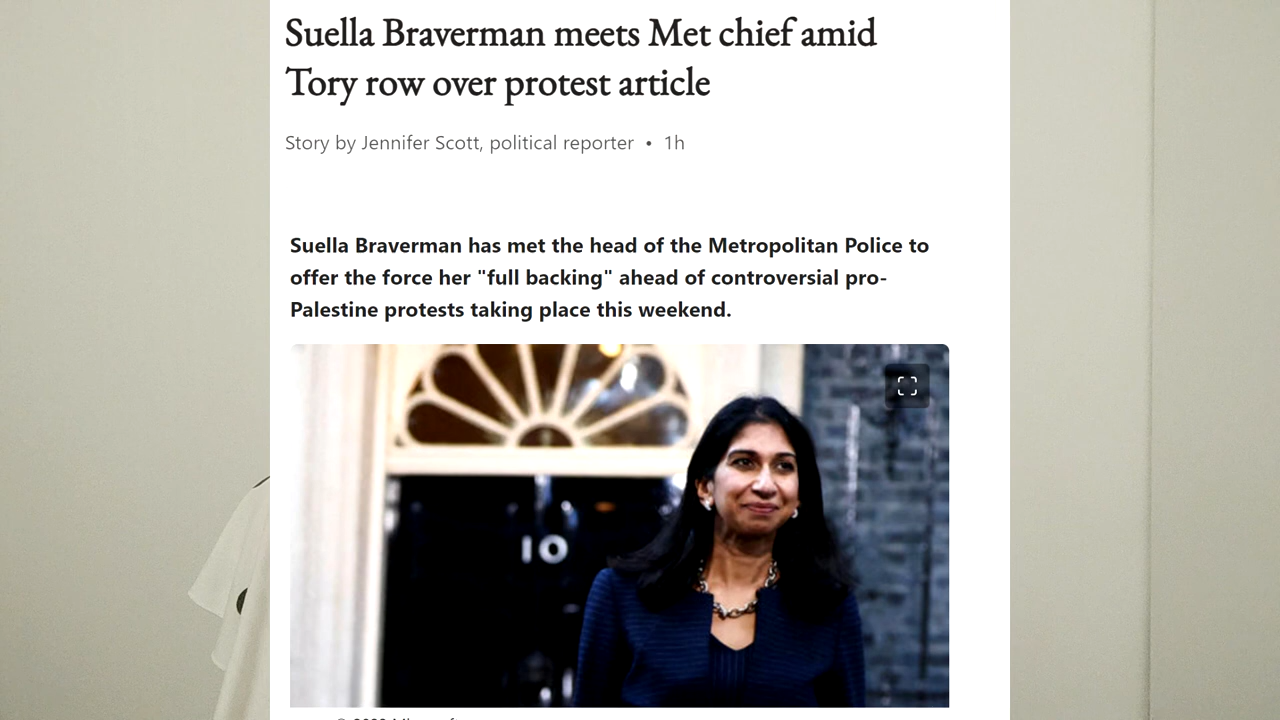 Suella Braverman meets Met chief amid
Tory row over protest article
Story by Jennifer Scott, political reporter • 1h
Suella Braverman has met the head of the Metropolitan Police to
offer the force her "full backing" ahead of controversial pro-
Palestine protests taking place this weekend.
10